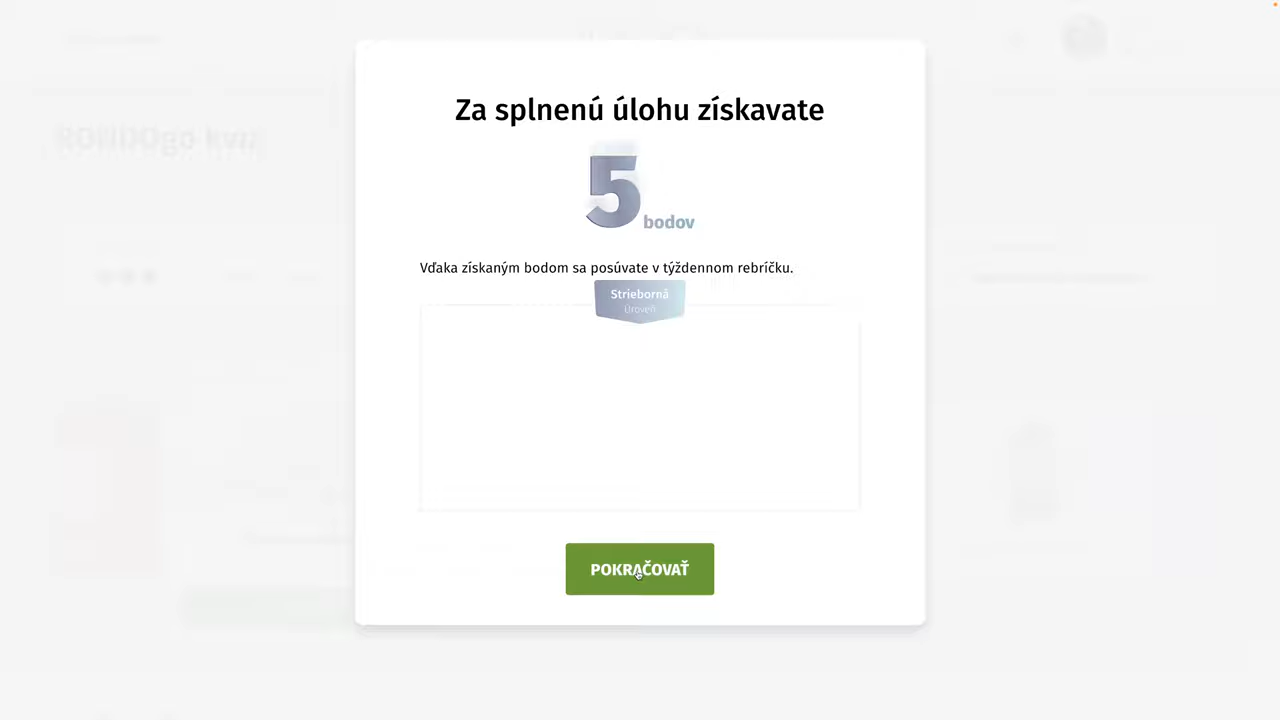 Za splnenú úlohu získavate
5 bodov
Vďaka získaným bodom sa posúvate v týždennom rebríčku.
Strieborná
Úroveň
POKRAČOVAŤ